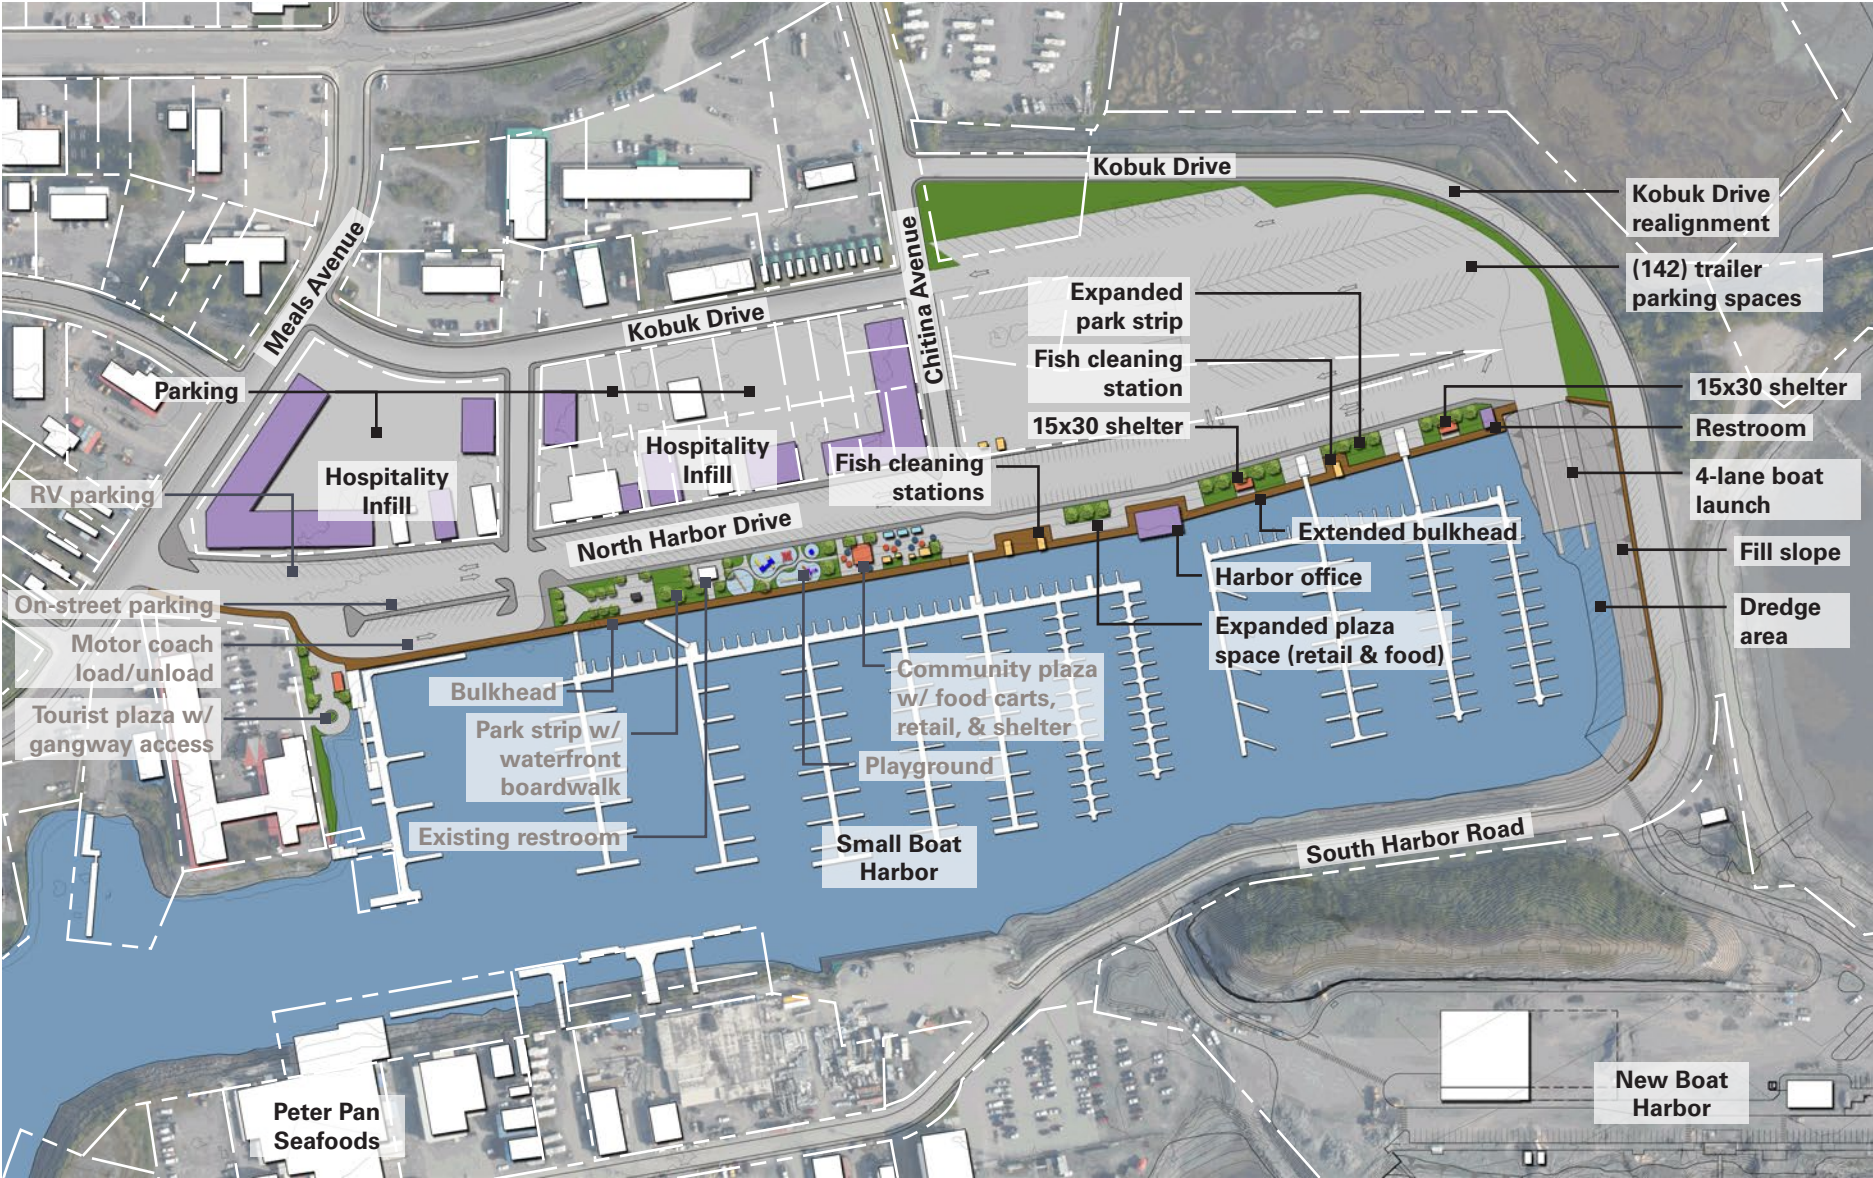 Kobuk Drive
Kobuk Drive
realignment
(142) trailer
parking spaces
Meals Avenue
Chitina Avenue
Kobuk Drive
Expanded
park strip
Fish cleaning
station
15x30 shelter
Parking
15x30 shelter
Restroom
Hospitality
Infill
Hospitality
Infill
Fish cleaning
stations
4-lane boat
launch
RV parking
North Harbor Drive
Extended bulkhead
Fill slope
Harbor office
On-street parking
Dredge
area
Expanded plaza
space (retail & food)
Motor coach
load/unload
Bulkhead
Community plaza
w/ food carts,
retail, & shelter
Tourist plaza w/
gangway access
Park strip w/
waterfront
boardwalk
Playground
Existing restroom
Small Boat
Harbor
South Harbor Road
Peter Pan
Seafoods
New Boat
Harbor